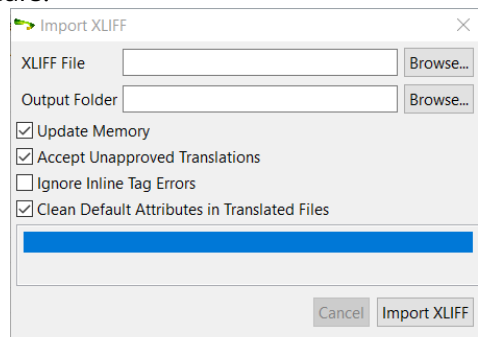 Import XLIFF
XLIFF File Browse...
Output Folder Browse...
Update Memory
Accept Unapproved Translations
Ignore Inline Tag Errors
Clean Default Attributes in Translated Files
Cancel Import XLIFF